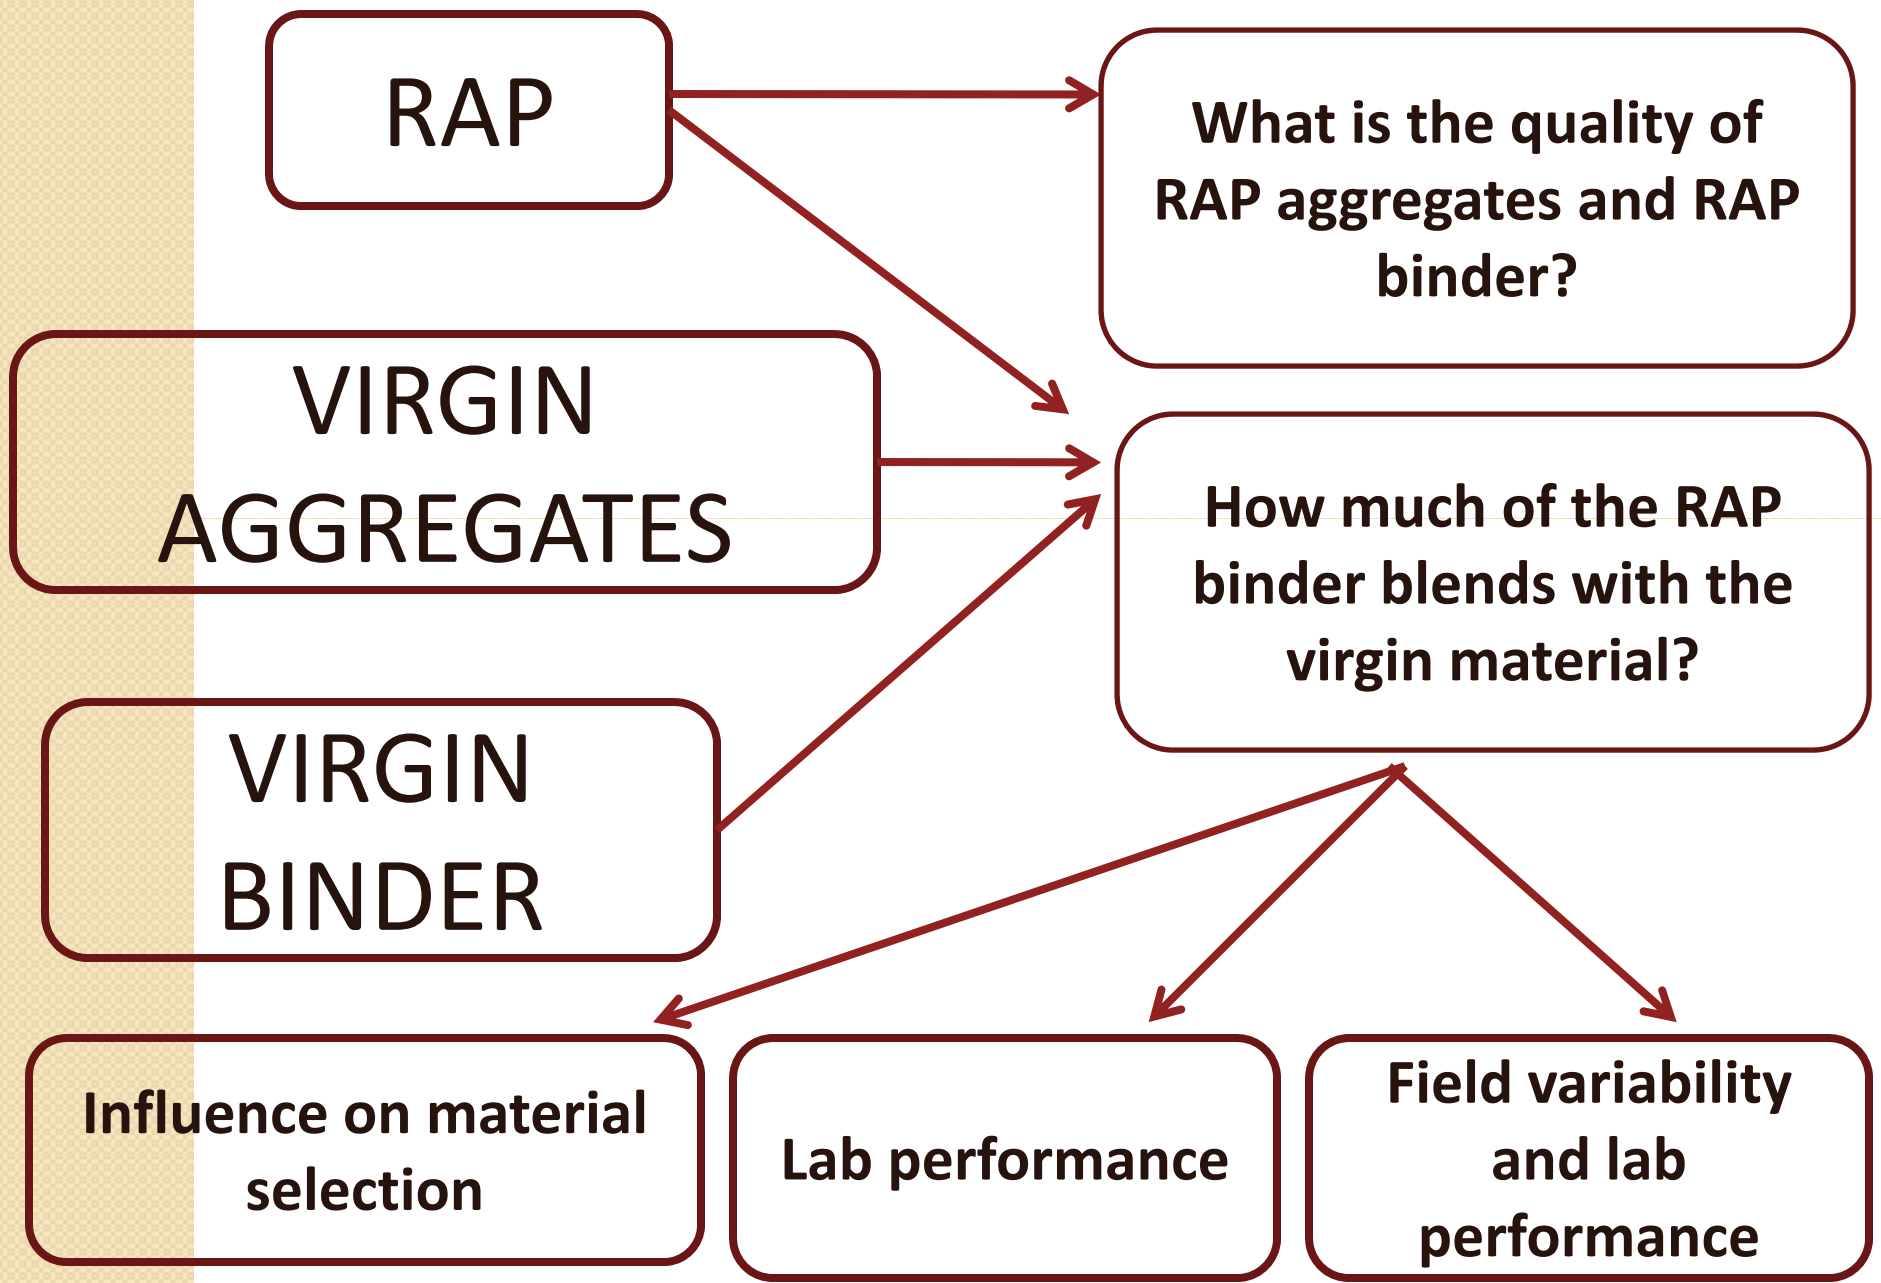 RAP
What is the quality of
RAP aggregates and RAP
binder?
VIRGIN
AGGREGATES
How much of the RAP
binder blends with the
virgin material?
VIRGIN
BINDER
Influence on material
selection
Lab performance
Field variability
and lab
performance